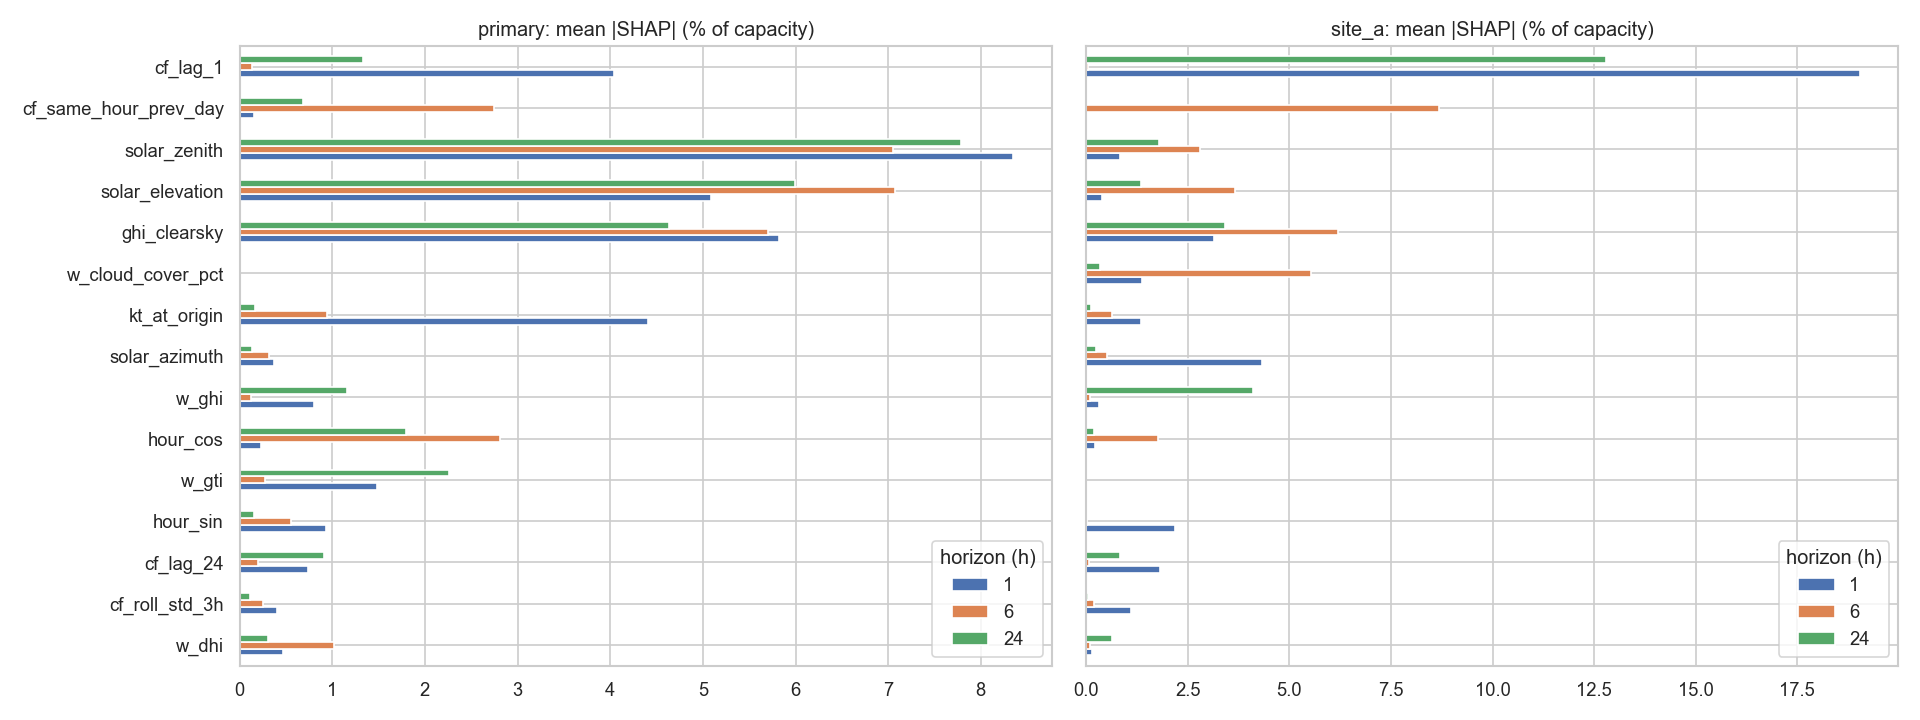 primary: mean |SHAP| (% of capacity)
cf_lag_1
cf_same_hour_prev_day
solar_zenith
solar_elevation
ghi_clearsky
w_cloud_cover_pct
kt_at_origin
solar_azimuth
w_ghi
hour_cos
w_gti
hour_sin
cf_lag_24
cf_roll_std_3h
w_dhi
0 1 2 3 4 5 6 7 8
horizon (h)
1
6
24
site_a: mean |SHAP| (% of capacity)
0.0 2.5 5.0 7.5 10.0 12.5 15.0 17.5
horizon (h)
1
6
24